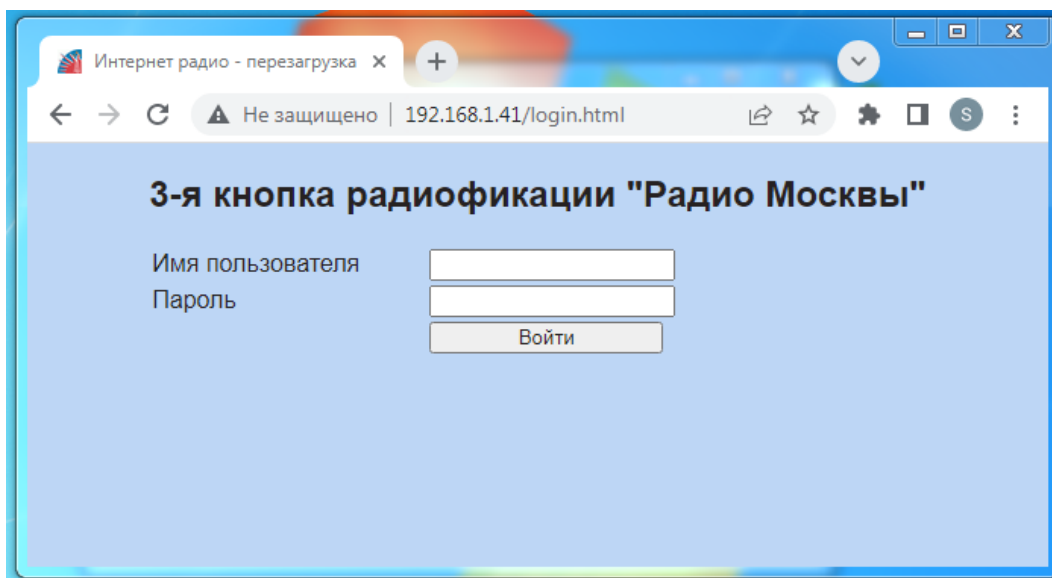 Интернет радио - перезагрузка
Не защищено | 192.168.1.41/login.html
S
3-я кнопка радиофикации "Радио Москвы"
Имя пользователя
Пароль
Войти